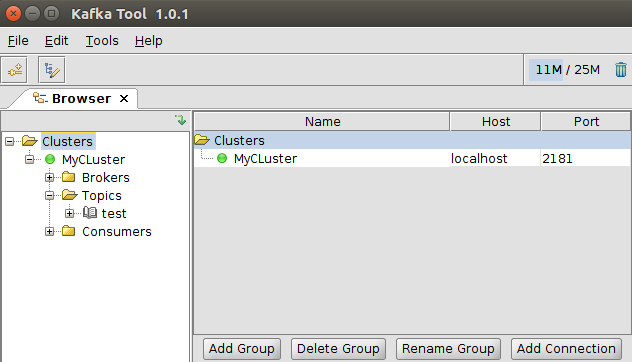 Kafka Tool 1.0.1
File Edit Tools Help
11M / 25M
Browser
Name Host Port
Clusters
Clusters
MyCLuster
MyCLuster localhost 2181
Brokers
Topics
test
Consumers
Add Group Delete Group Rename Group Add Connection